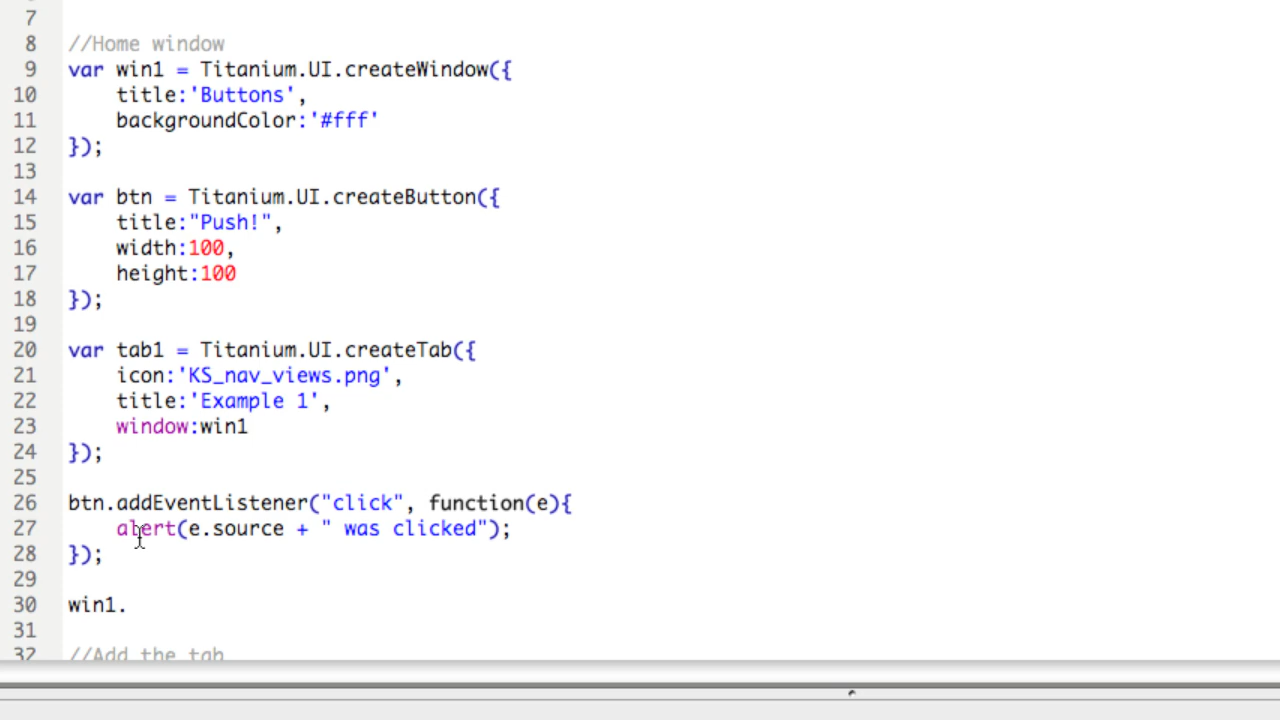 7
8 //Home window
9 var win1 = Titanium.UI.createWindow({
10 title:'Buttons',
11 backgroundColor:'#fff'
12 });
13
14 var btn = Titanium.UI.createButton({
15 title:"Push!",
16 width:100,
17 height:100
18 });
19
20 var tab1 = Titanium.UI.createTab({
21 icon:'KS_nav_views.png',
22 title:'Example 1',
23 window:win1
24 });
25
26 btn.addEventListener("click", function(e){
27 alert(e.source + " was clicked");
28 });
29
30 win1.
31
32 //Add the tab